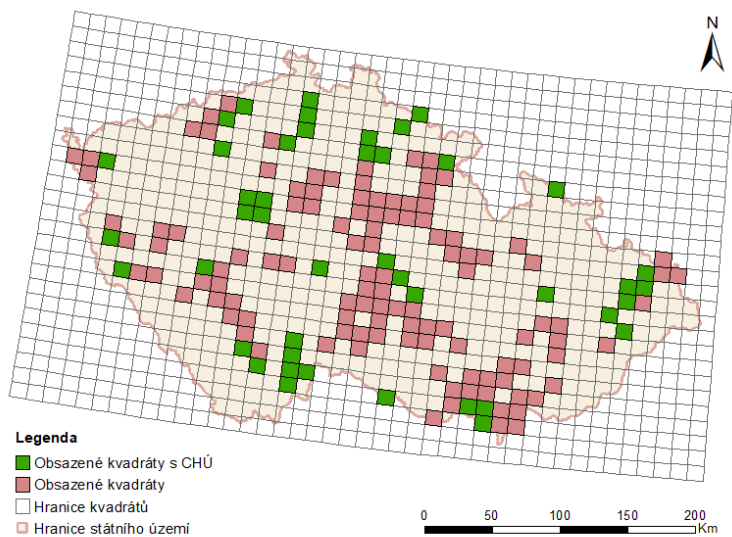 N
Legenda
Obsazené kvadráty s CHÚ
Obsazené kvadráty
Hranice kvadrátů
Hranice státního území
0 50 100 150 200
Km